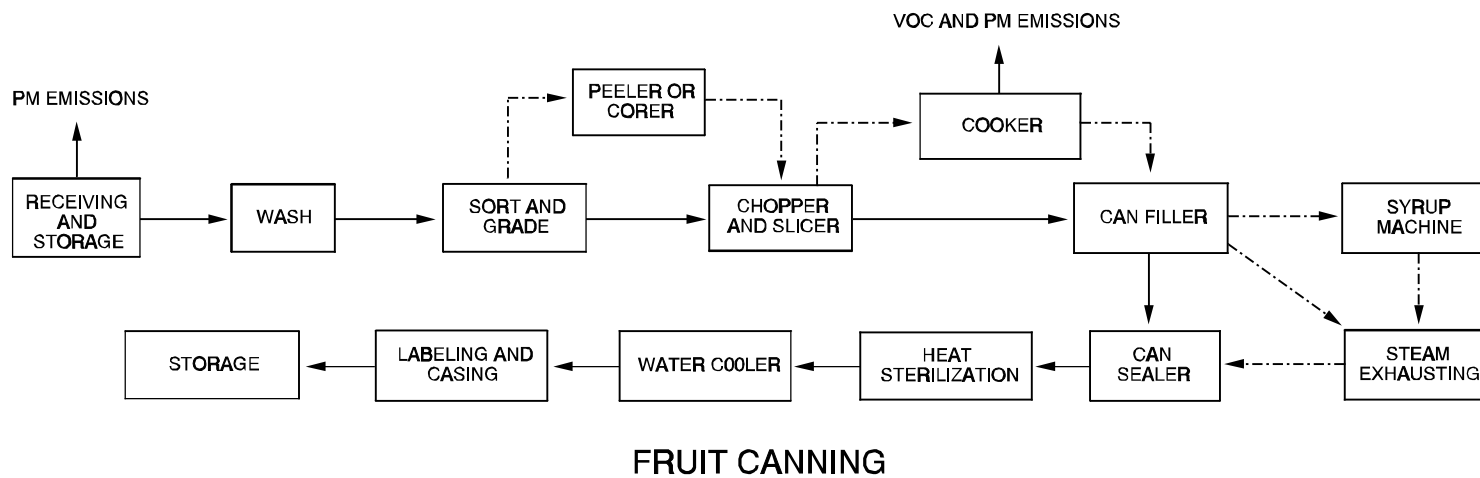 VOC AND PM EMISSIONS
PM EMISSIONS
PEELER OR
CORER
COOKER
RECEIVING
AND
STORAGE
WASH
SORT AND
GRADE
CHOPPER
AND SLICER
CAN FILLER
SYRUP
MACHINE
STORAGE
LABELING AND
CASING
WATER C00LER
HEAT
STERILIZATION
CAN
SEALER
STEAM
EXHAUSTING
FRUIT CANNING